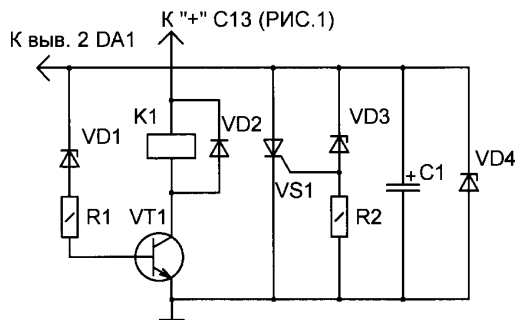 К "+" С13 (РИС.1)
К выв. 2 DA1
K1
VD1
VD2
VD3
VS1
+ C1
VD4
R1
VT1
R2